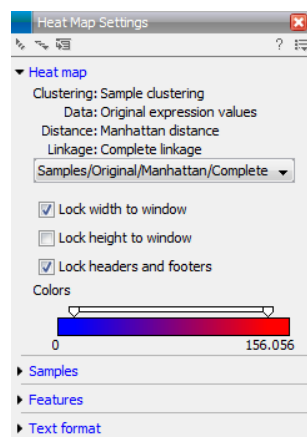 Heat Map Settings
?
Heat map
Clustering: Sample clustering
Data: Original expression values
Distance: Manhattan distance
Linkage: Complete linkage
Samples/Original/Manhattan/Complete
Lock width to window
Lock height to window
Lock headers and footers
Colors
0 156.056
Samples
Features
Text format